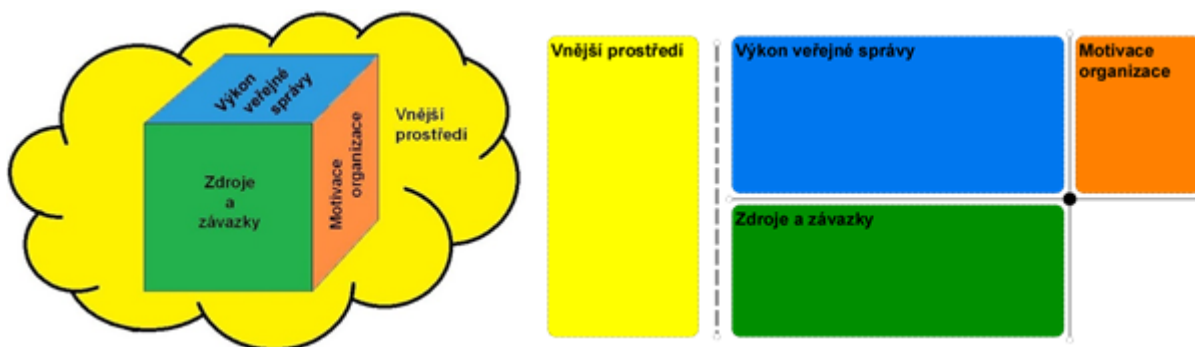 Výkon
veřejné
správy
Vnější
prostředí
Zdroje
a
závazky
Motivace
organizace
Vnější prostředí
Výkon veřejné správy
Motivace
organizace
Zdroje a závazky